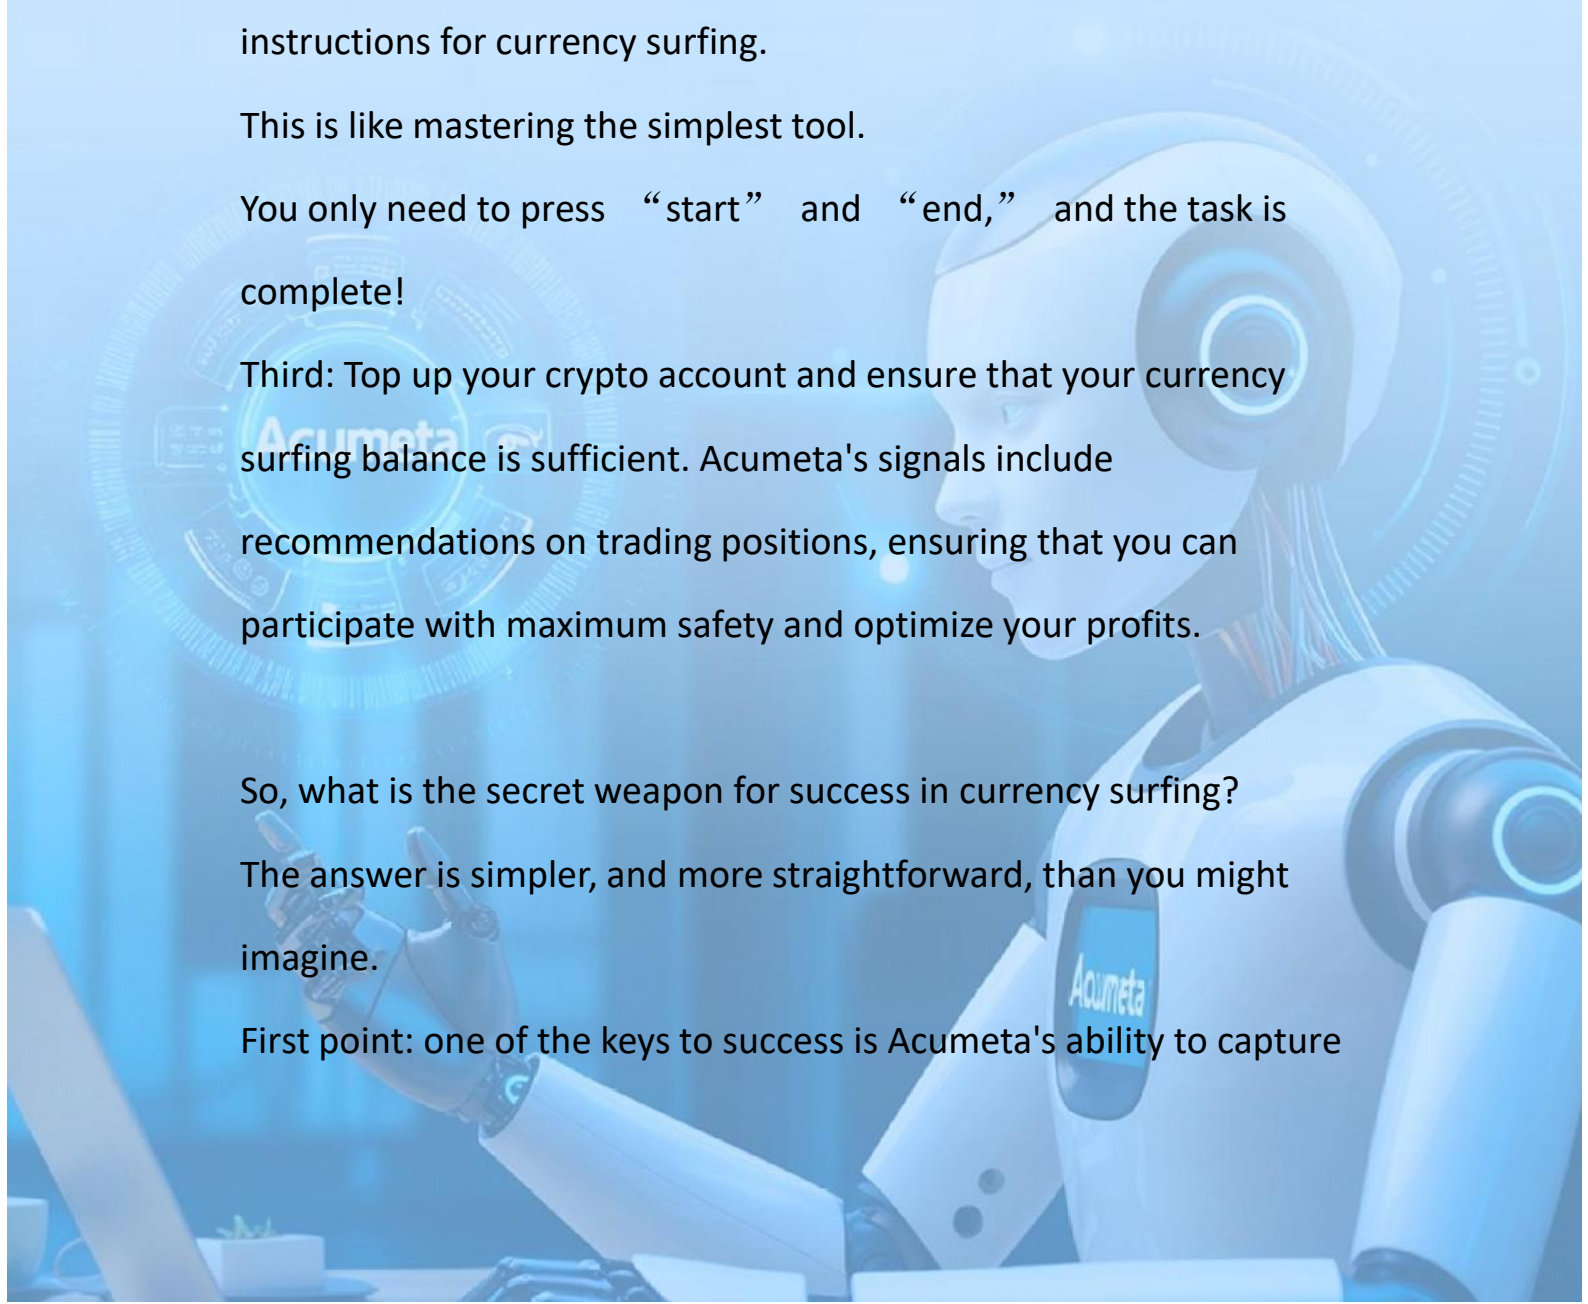 instructions for currency surfing.
This is like mastering the simplest tool.
You only need to press “start” and “end,” and the task is
complete!
Third: Top up your crypto account and ensure that your currency
Acumeta
surfing balance is sufficient. Acumeta's signals include
recommendations on trading positions, ensuring that you can
participate with maximum safety and optimize your profits.
So, what is the secret weapon for success in currency surfing?
The answer is simpler, and more straightforward, than you might
imagine.
Acumeta
First point: one of the keys to success is Acumeta's ability to capture